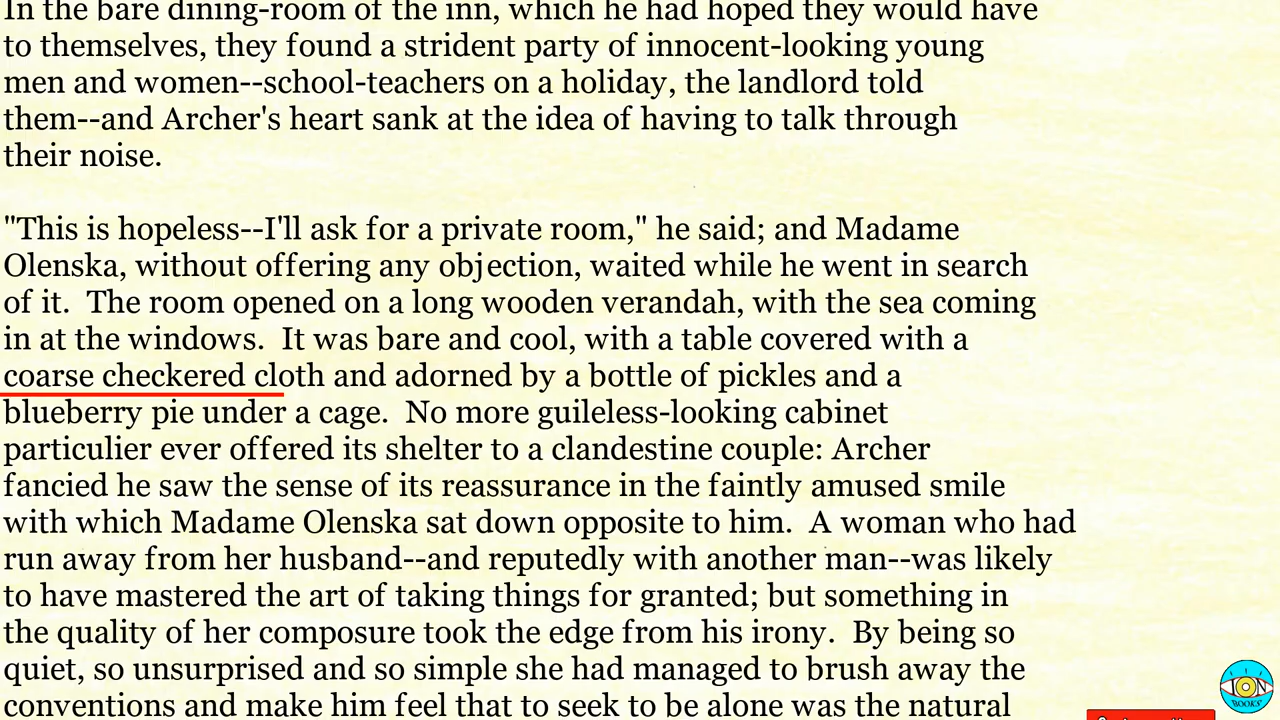 In the bare dining-room of the inn, which he had hoped they would have
to themselves, they found a strident party of innocent-looking young
men and women--school-teachers on a holiday, the landlord told
them--and Archer's heart sank at the idea of having to talk through
their noise.
"This is hopeless--I'll ask for a private room," he said; and Madame
Olenska, without offering any objection, waited while he went in search
of it.  The room opened on a long wooden verandah, with the sea coming
in at the windows.  It was bare and cool, with a table covered with a
coarse checkered cloth and adorned by a bottle of pickles and a
blueberry pie under a cage.  No more guileless-looking cabinet
particulier ever offered its shelter to a clandestine couple: Archer
fancied he saw the sense of its reassurance in the faintly amused smile
with which Madame Olenska sat down opposite to him.  A woman who had
run away from her husband--and reputedly with another man--was likely
to have mastered the art of taking things for granted; but something in
the quality of her composure took the edge from his irony.  By being so
quiet, so unsurprised and so simple she had managed to brush away the
conventions and make him feel that to seek to be alone was the natural
ION
BOOKS